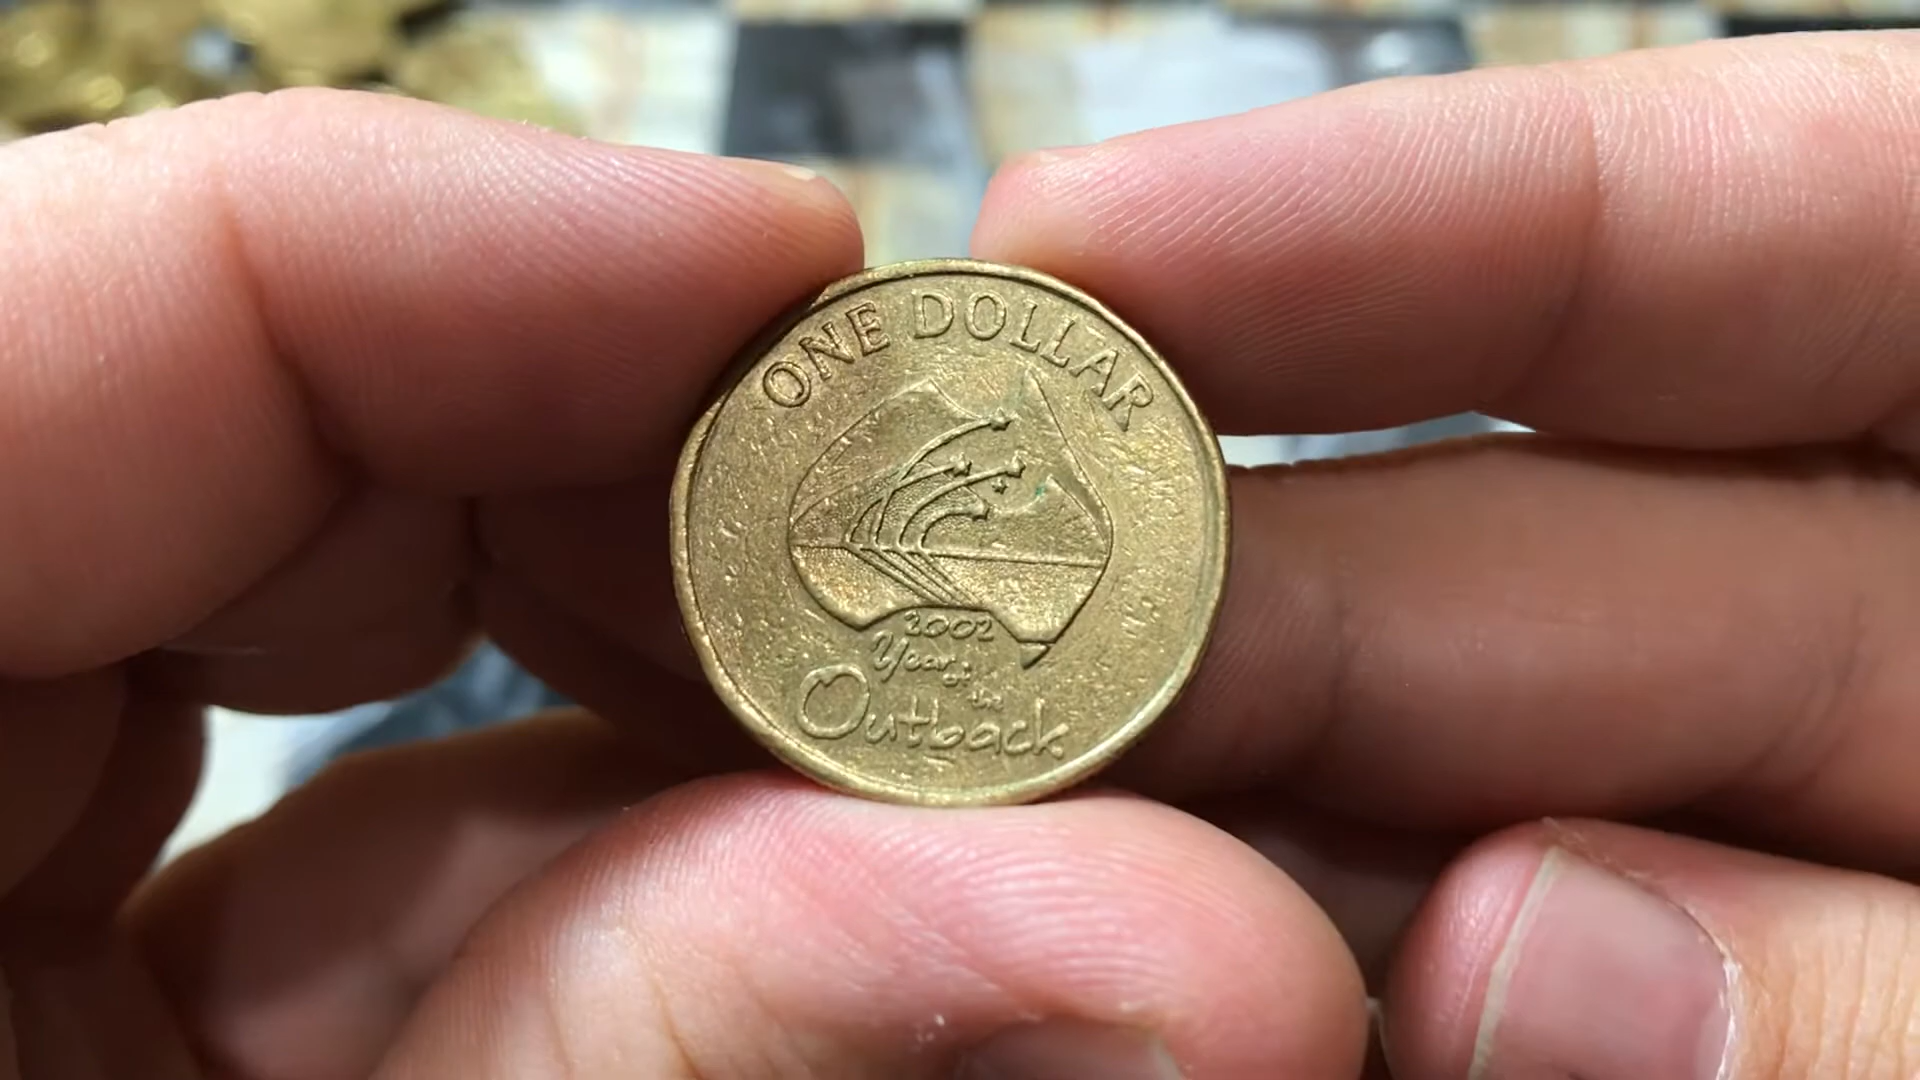 ONE DOLLAR
2002
Year of
the
Outback